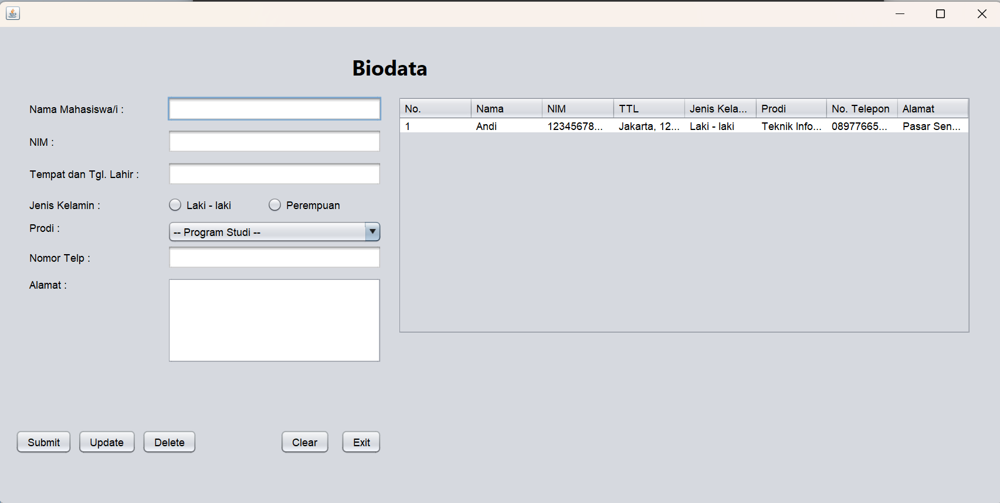 Biodata
Nama Mahasiswa/i :
NIM :
Tempat dan Tgl. Lahir :
Jenis Kelamin :
Laki - laki
Perempuan
Prodi :
-- Program Studi --
Nomor Telp :
Alamat :
No. Nama NIM TTL Jenis Kela... Prodi No. Telepon Alamat
1 Andi 12345678... Jakarta, 12... Laki - laki Teknik Info... 08977665... Pasar Sen...
Submit Update Delete Clear Exit